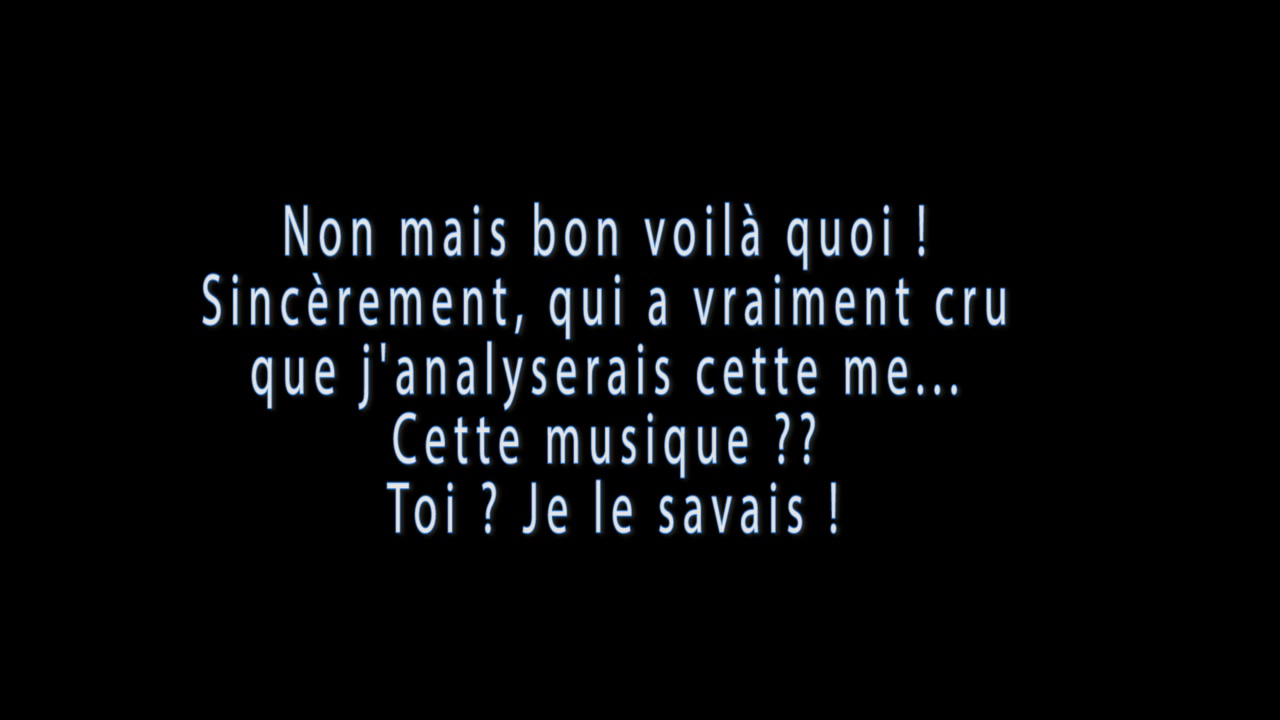 Non mais bon voilà quoi !
Sincèrement, qui a vraiment cru
que j'analyserais cette me...
Cette musique ??
Toi ? Je le savais !